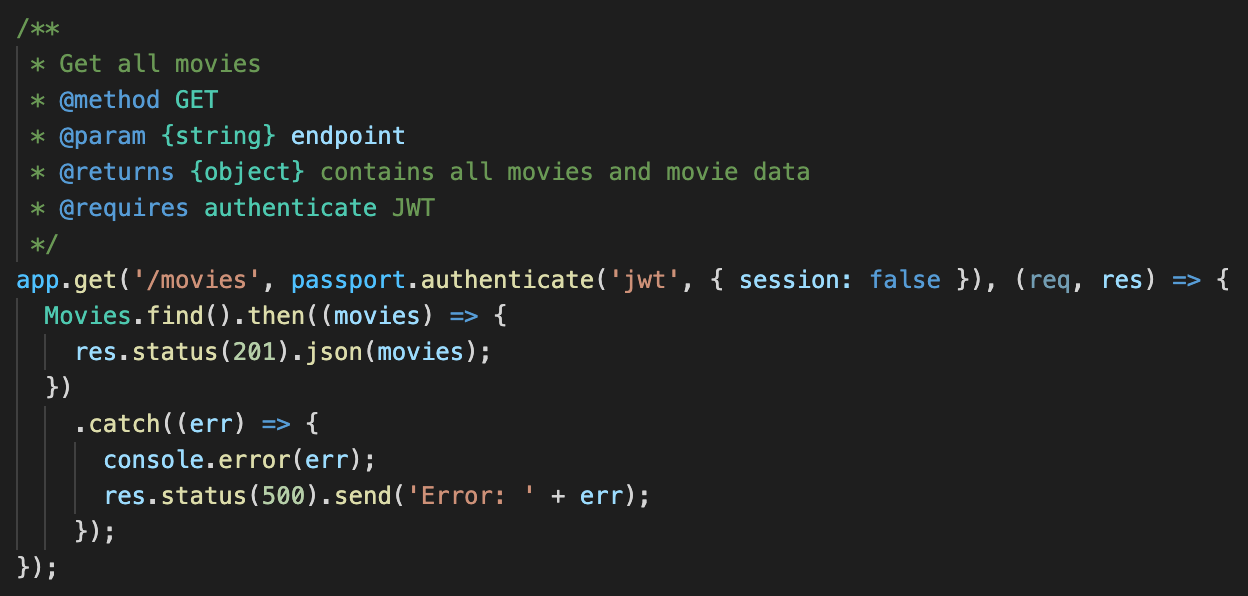 /**
 * Get all movies
 * @method GET
 * @param {string} endpoint
 * @returns {object} contains all movies and movie data
 * @requires authenticate JWT
 */
app.get('/movies', passport.authenticate('jwt', { session: false }), (req, res) => {
  Movies.find().then((movies) => {
    res.status(201).json(movies);
  })
    .catch((err) => {
      console.error(err);
      res.status(500).send('Error: ' + err);
    });
});